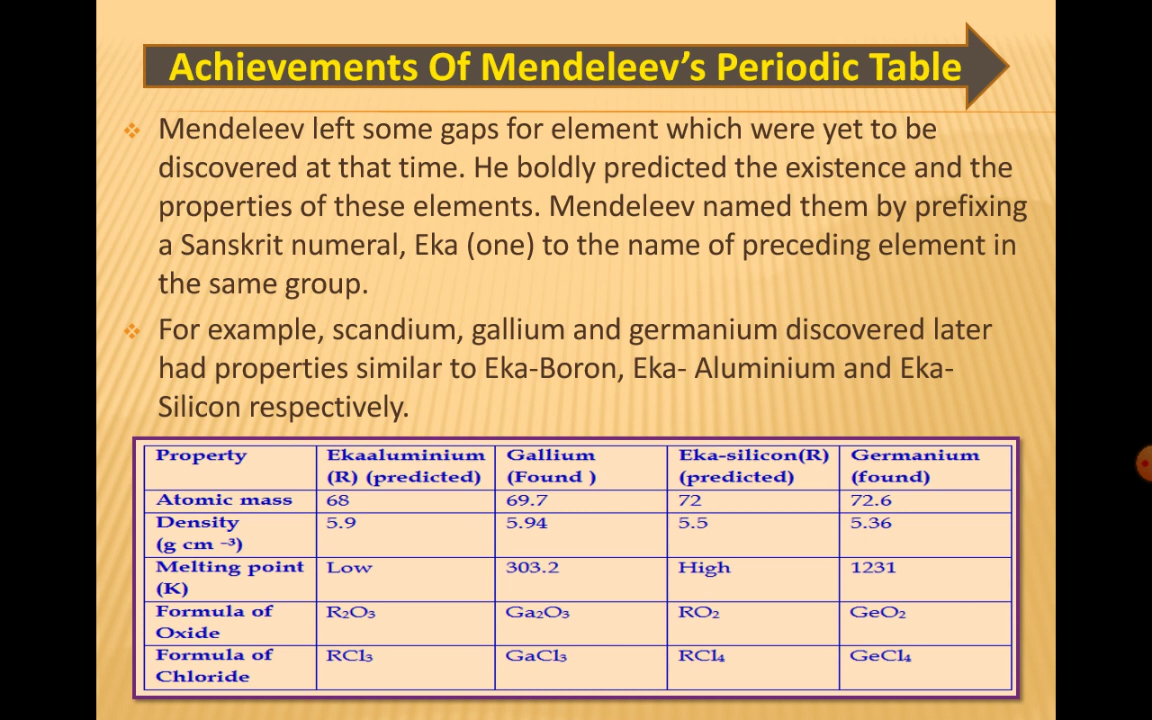 Achievements Of Mendeleev’s Periodic Table
Mendeleev left some gaps for element which were yet to be
discovered at that time. He boldly predicted the existence and the
properties of these elements. Mendeleev named them by prefixing
a Sanskrit numeral, Eka (one) to the name of preceding element in
the same group.
For example, scandium, gallium and germanium discovered later
had properties similar to Eka-Boron, Eka- Aluminium and Eka-
Silicon respectively.
Property Ekaaluminium Gallium Eka-silicon(R) Germanium
(R) (predicted) (Found ) (predicted) (found)
Atomic mass 68 69.7 72 72.6
Density 5.9 5.94 5.5 5.36
(g cm ⁻³)
Melting point Low 303.2 High 1231
(K)
Formula of R₂O₃ Ga₂O₃ RO₂ GeO₂
Oxide
Formula of RCl₃ GaCl₃ RCl₄ GeCl₄
Chloride